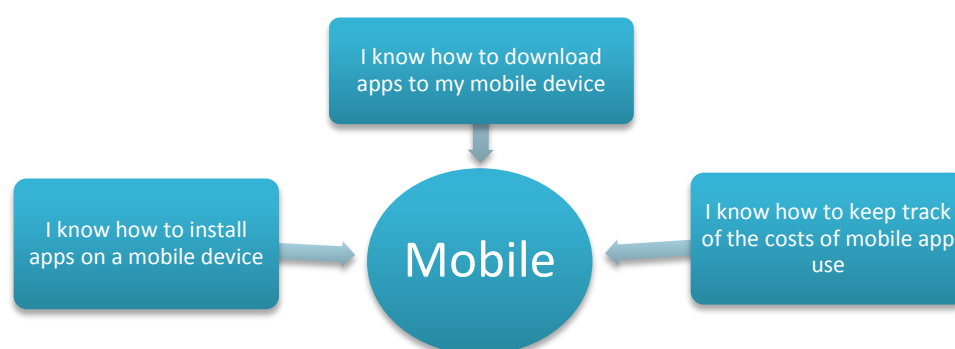 I know how to download
apps to my mobile device
I know how to install
apps on a mobile device
Mobile
I know how to keep track
of the costs of mobile app
use